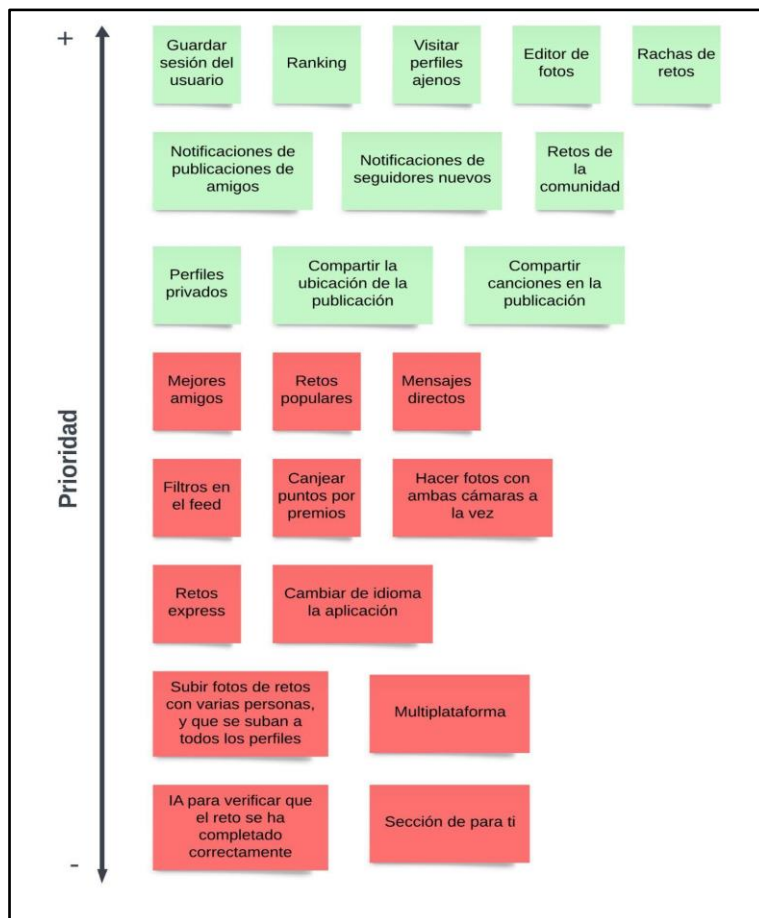 +
Guardar
sesión del
usuario
Ranking
Visitar
perfiles
ajenos
Editor de
fotos
Rachas de
retos
Notificaciones de
publicaciones de
amigos
Notificaciones de
seguidores nuevos
Retos de
la
comunidad
Perfiles
privados
Compartir la
ubicación de la
publicación
Compartir
canciones en la
publicación
Prioridad
Mejores
amigos
Retos
populares
Mensajes
directos
Filtros en
el feed
Canjear
puntos por
premios
Hacer fotos con
ambas cámaras a
la vez
Retos
express
Cambiar de idioma
la aplicación
Subir fotos de retos
con varias personas,
y que se suban a
todos los perfiles
Multiplataforma
IA para verificar que
el reto se ha
completado
correctamente
Sección de para ti
-